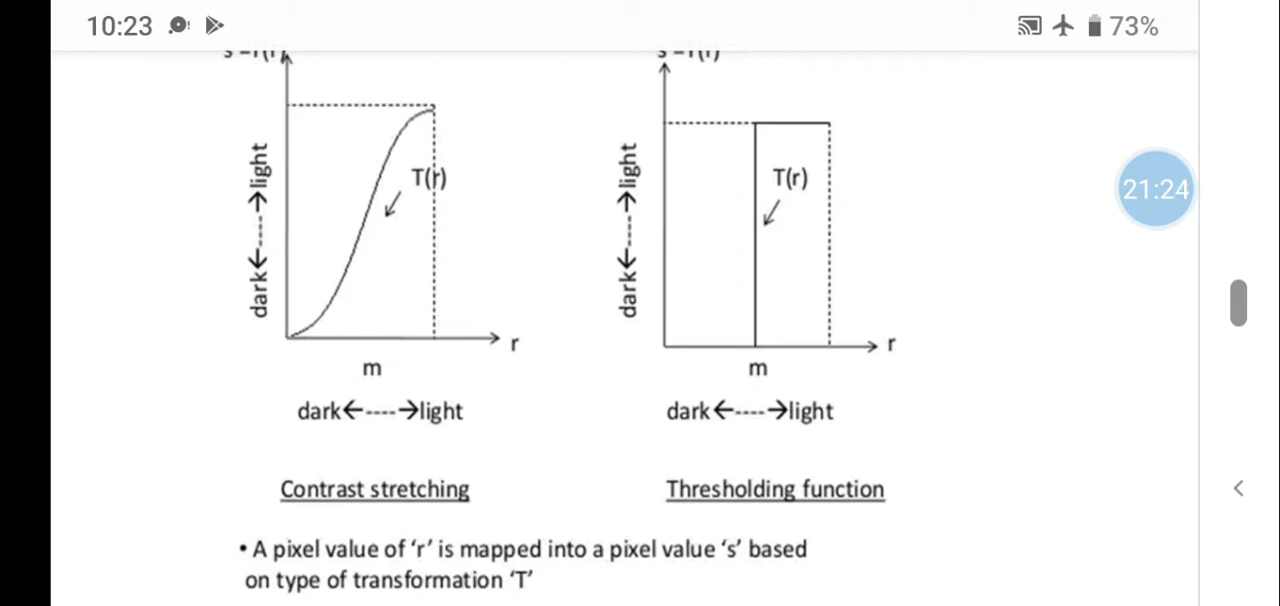 10:23 73%
s =T(r) s =T(r)
dark←----→light T(r) dark←----→light T(r) 21:24
r r
m m
dark←----→light dark←----→light
Contrast stretching Thresholding function
• A pixel value of ‘r’ is mapped into a pixel value ‘s’ based
on type of transformation ‘T’